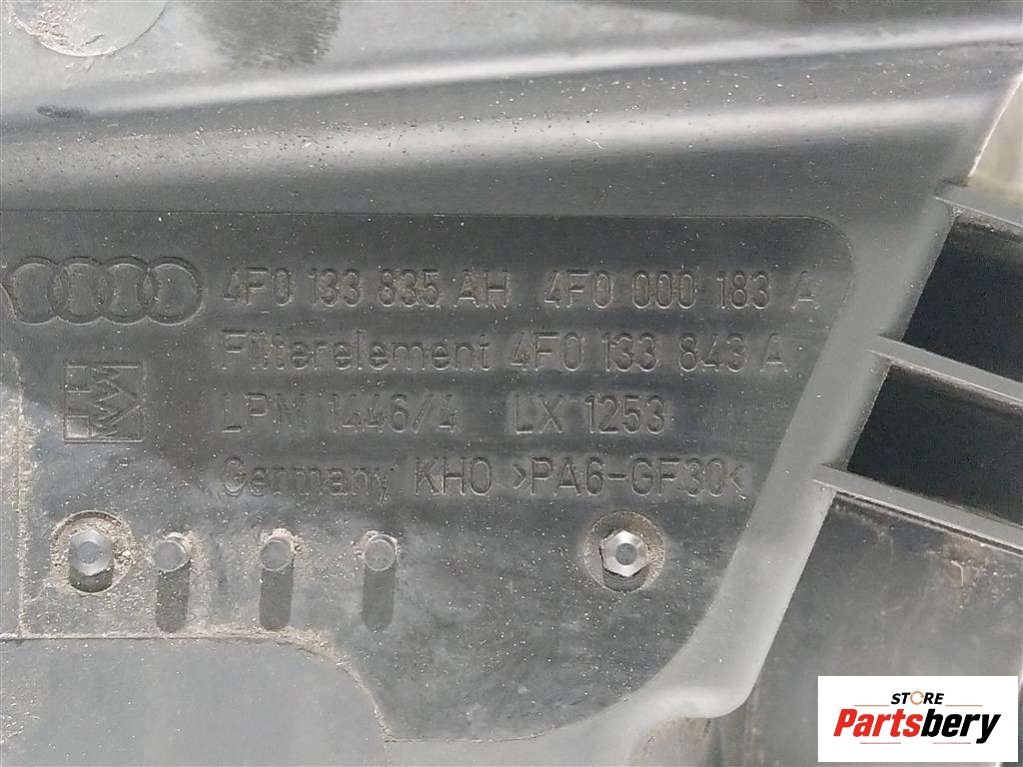 4F0 133 835 AH 4F0 000 183 A
Filterelement 4F0 133 843 A
LPM 1446/4 LX 1253
Germany KHO >PA6-GF30<
STORE
Partsbery